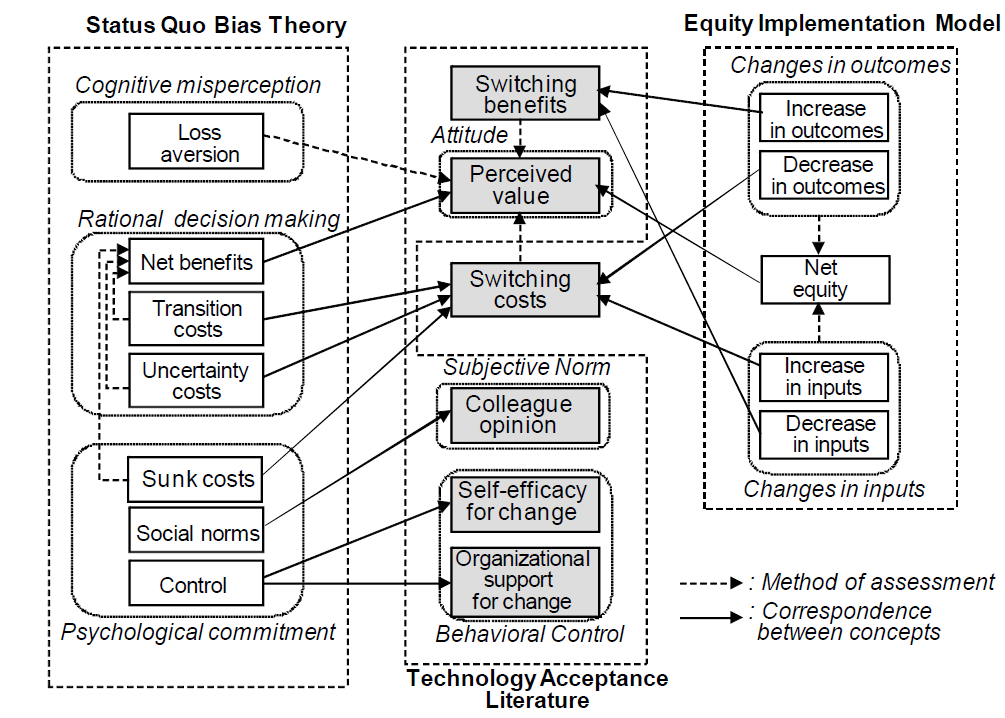 Status Quo Bias Theory
Cognitive misperception
Loss
aversion
Rational decision making
Net benefits
Transition
costs
Uncertainty
costs
Sunk costs
Social norms
Control
Psychological commitment
Switching
benefits
Attitude
Perceived
value
Switching
costs
Subjective Norm
Colleague
opinion
Self-efficacy
for change
Organizational
support
for change
Behavioral Control
Technology Acceptance
Literature
Equity Implementation Model
Changes in outcomes
Increase
in outcomes
Decrease
in outcomes
Net
equity
Increase
in inputs
Decrease
in inputs
Changes in inputs
: Method of assessment
: Correspondence
between concepts